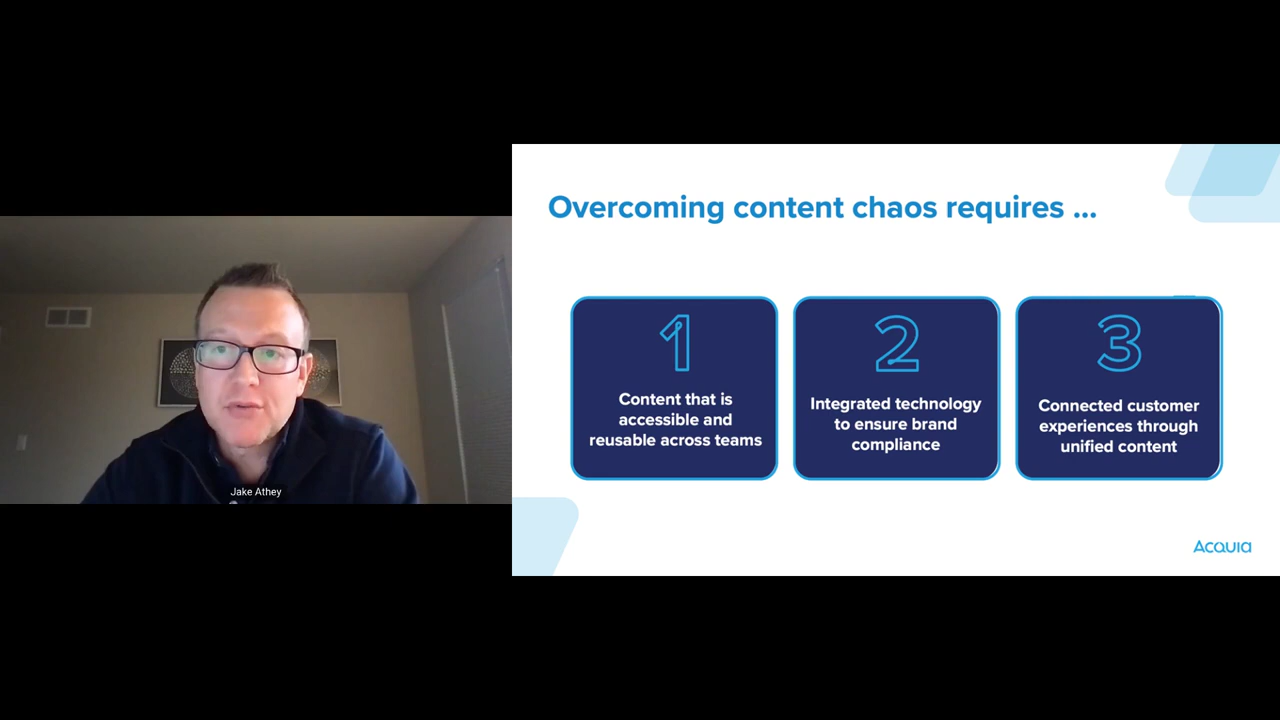 Jake Athey
Overcoming content chaos requires ...
1
Content that is
accessible and
reusable across teams
2
Integrated technology
to ensure brand
compliance
3
Connected customer
experiences through
unified content
Acquia